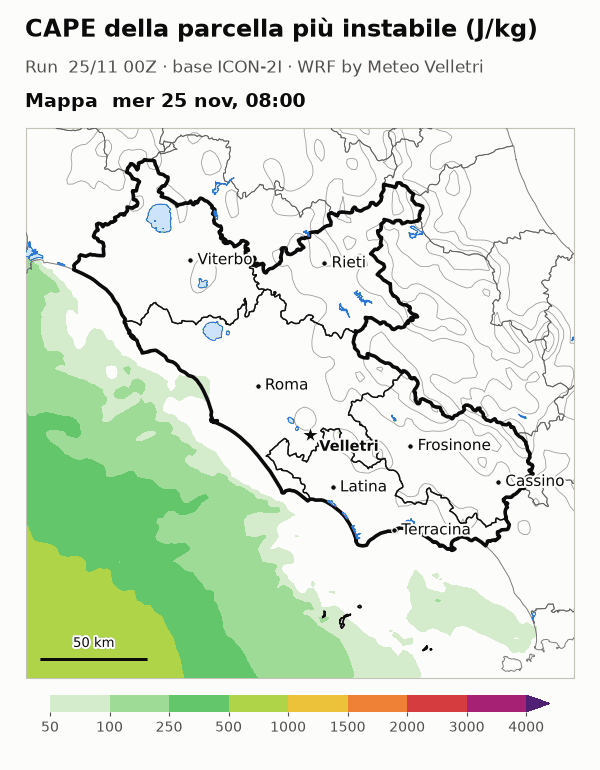 CAPE della parcella più instabile (J/kg)
Run  25/11 00Z · base ICON-2I · WRF by Meteo Velletri
Mappa  mer 25 nov, 08:00
Viterbo
Rieti
Roma
Velletri
Frosinone
Cassino
Latina
Terracina
50 km
50 100 250 500 1000 1500 2000 3000 4000